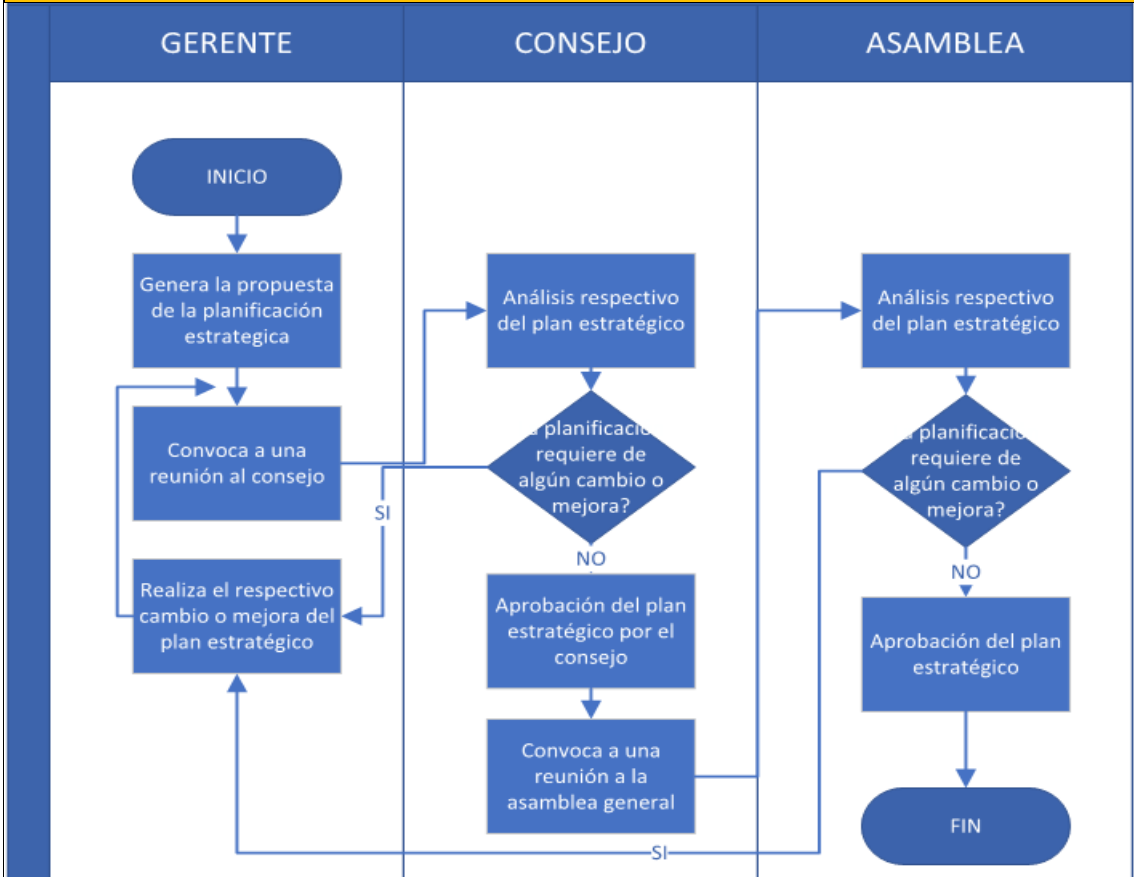 GERENTE
CONSEJO
ASAMBLEA
INICIO
Genera la propuesta
de la planificación
estrategica
Convoca a una
reunión al consejo
Realiza el respectivo
cambio o mejora del
plan estratégico
SI
Análisis respectivo
del plan estratégico
planificación
requiere de
algún cambio o
mejora?
NO
Aprobación del plan
estratégico por el
consejo
Convoca a una
reunión a la
asamblea general
SI
Análisis respectivo
del plan estratégico
planificación
requiere de
algún cambio o
mejora?
NO
Aprobación del plan
estratégico
FIN